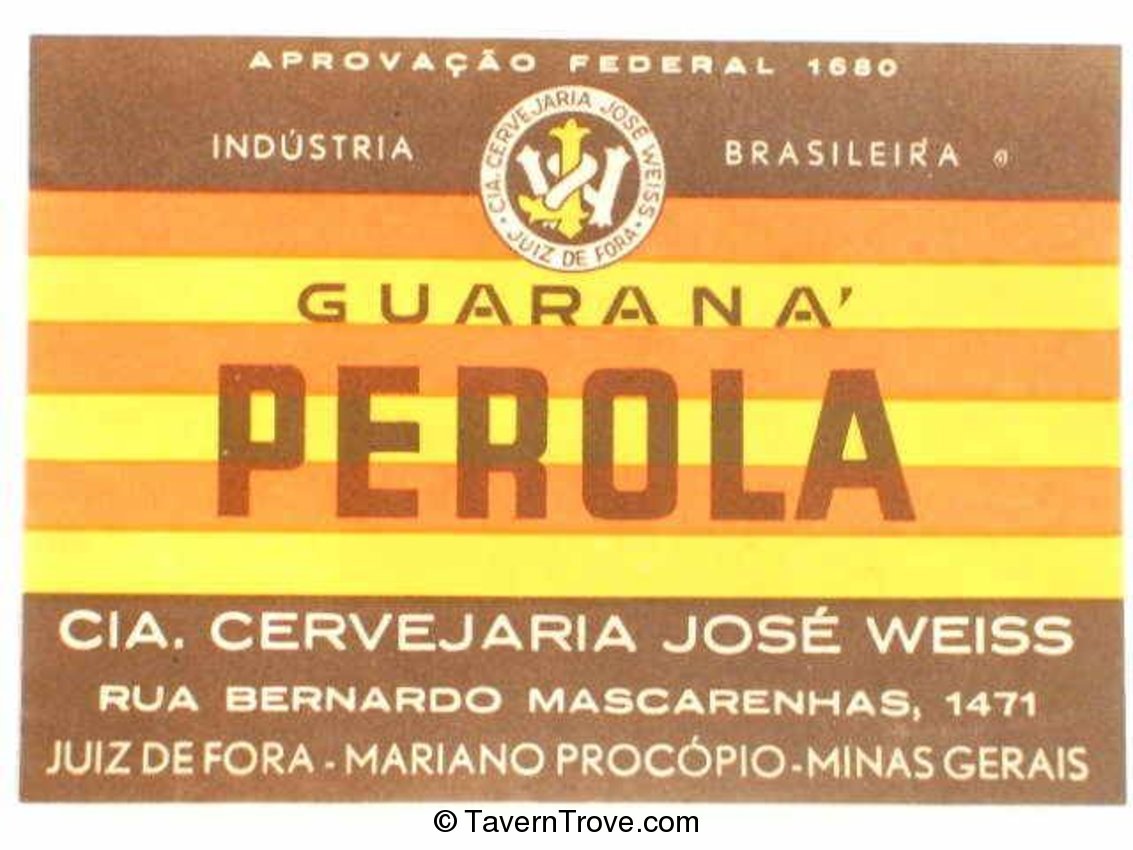 APROVAÇÃO FEDERAL 1680
INDÚSTRIA BRASILEIRA
CIA. CERVEJARIA JOSÉ WEISS
JUIZ DE FORA
JW
GUARANA'
PEROLA
CIA. CERVEJARIA JOSÉ WEISS
RUA BERNARDO MASCARENHAS, 1471
JUIZ DE FORA - MARIANO PROCÓPIO - MINAS GERAIS
© TavernTrove.com